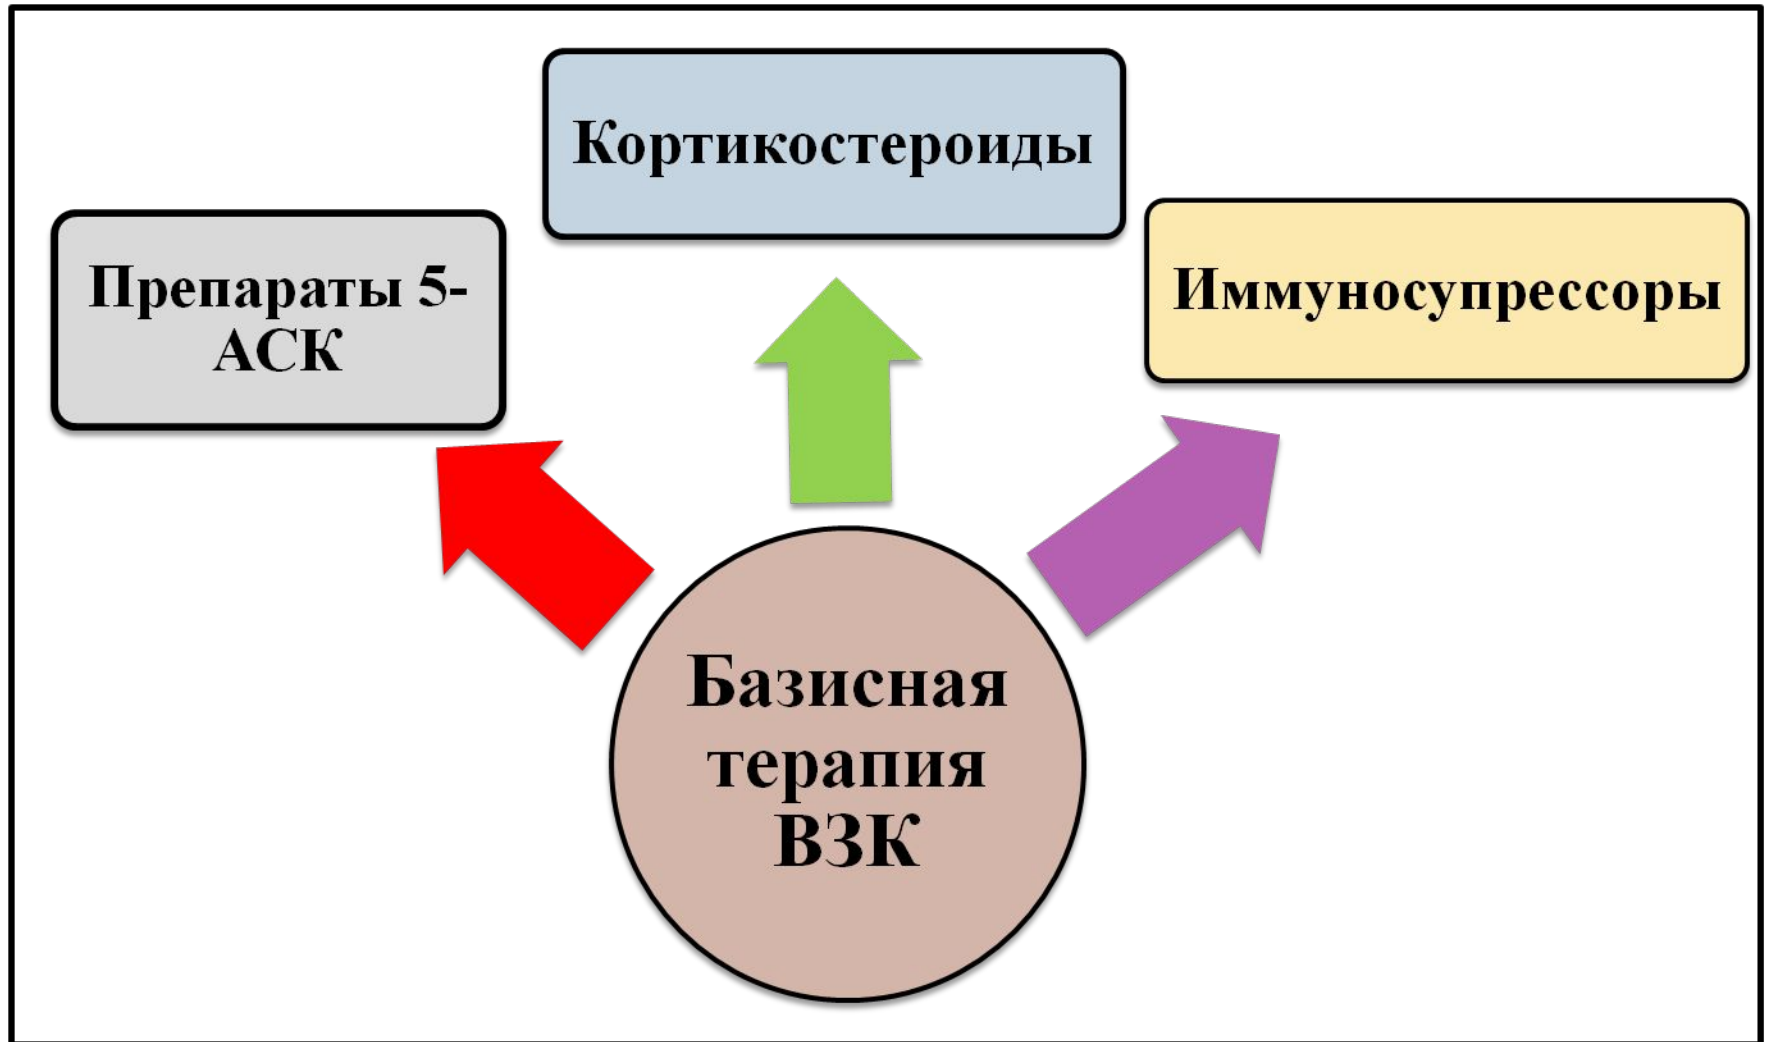 Кортикостероиды
Препараты 5-
АСК
Иммуносупрессоры
Базисная
терапия
ВЗК